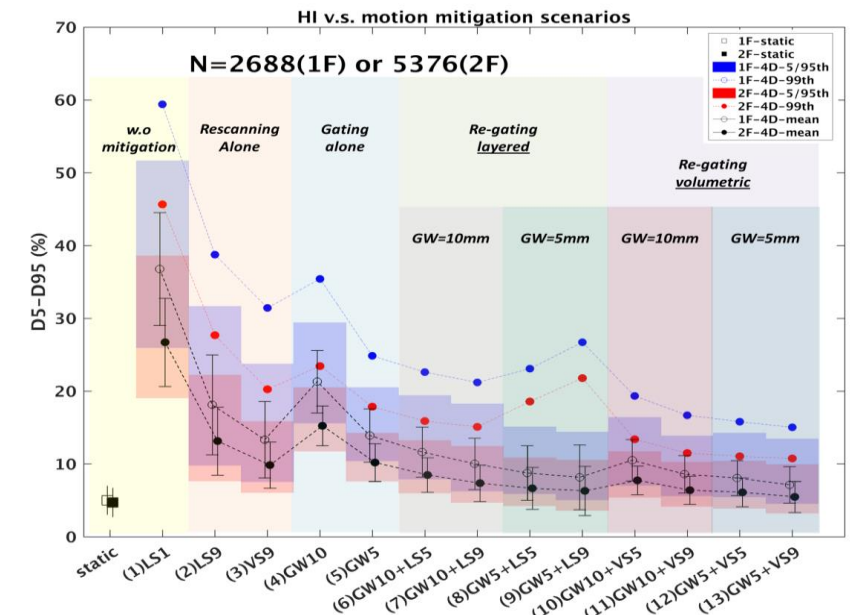 HI v.s. motion mitigation scenarios
N=2688(1F) or 5376(2F)
1F-static
2F-static
1F-4D-5/95th
1F-4D-99th
2F-4D-5/95th
2F-4D-99th
1F-4D-mean
2F-4D-mean
w.o
mitigation
Rescanning
Alone
Gating
alone
Re-gating
layered
Re-gating
volumetric
GW=10mm
GW=5mm
GW=10mm
GW=5mm
D5-D95 (%)
70
60
50
40
30
20
10
0
static
(1)LS1
(2)LS9
(3)VS9
(4)GW10
(5)GW5
(6)GW10+LS5
(7)GW10+LS9
(8)GW5+LS5
(9)GW5+LS9
(10)GW10+VS5
(11)GW10+VS9
(12)GW5+VS5
(13)GW5+VS9